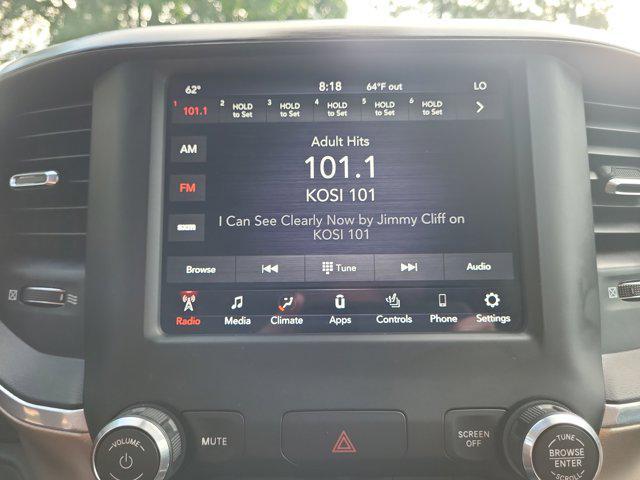 62° 8:18 64°F out LO
1 101.1 2 HOLD to Set 3 HOLD to Set 4 HOLD to Set 5 HOLD to Set 6 HOLD to Set
AM
FM
Adult Hits
101.1
KOSI 101
I Can See Clearly Now by Jimmy Cliff on
KOSI 101
Browse Tune Audio
Radio Media Climate Apps Controls Phone Settings
VOLUME
MUTE
SCREEN
OFF
TUNE
BROWSE
ENTER
SCROLL